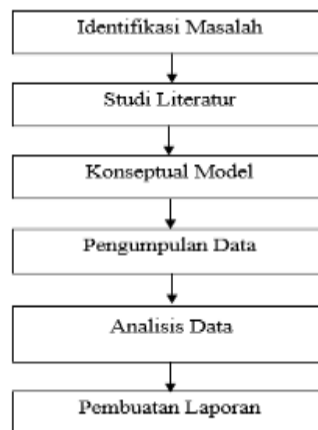 Identifikasi Masalah
Studi Literatur
Konseptual Model
Pengumpulan Data
Analisis Data
Pembuatan Laporan